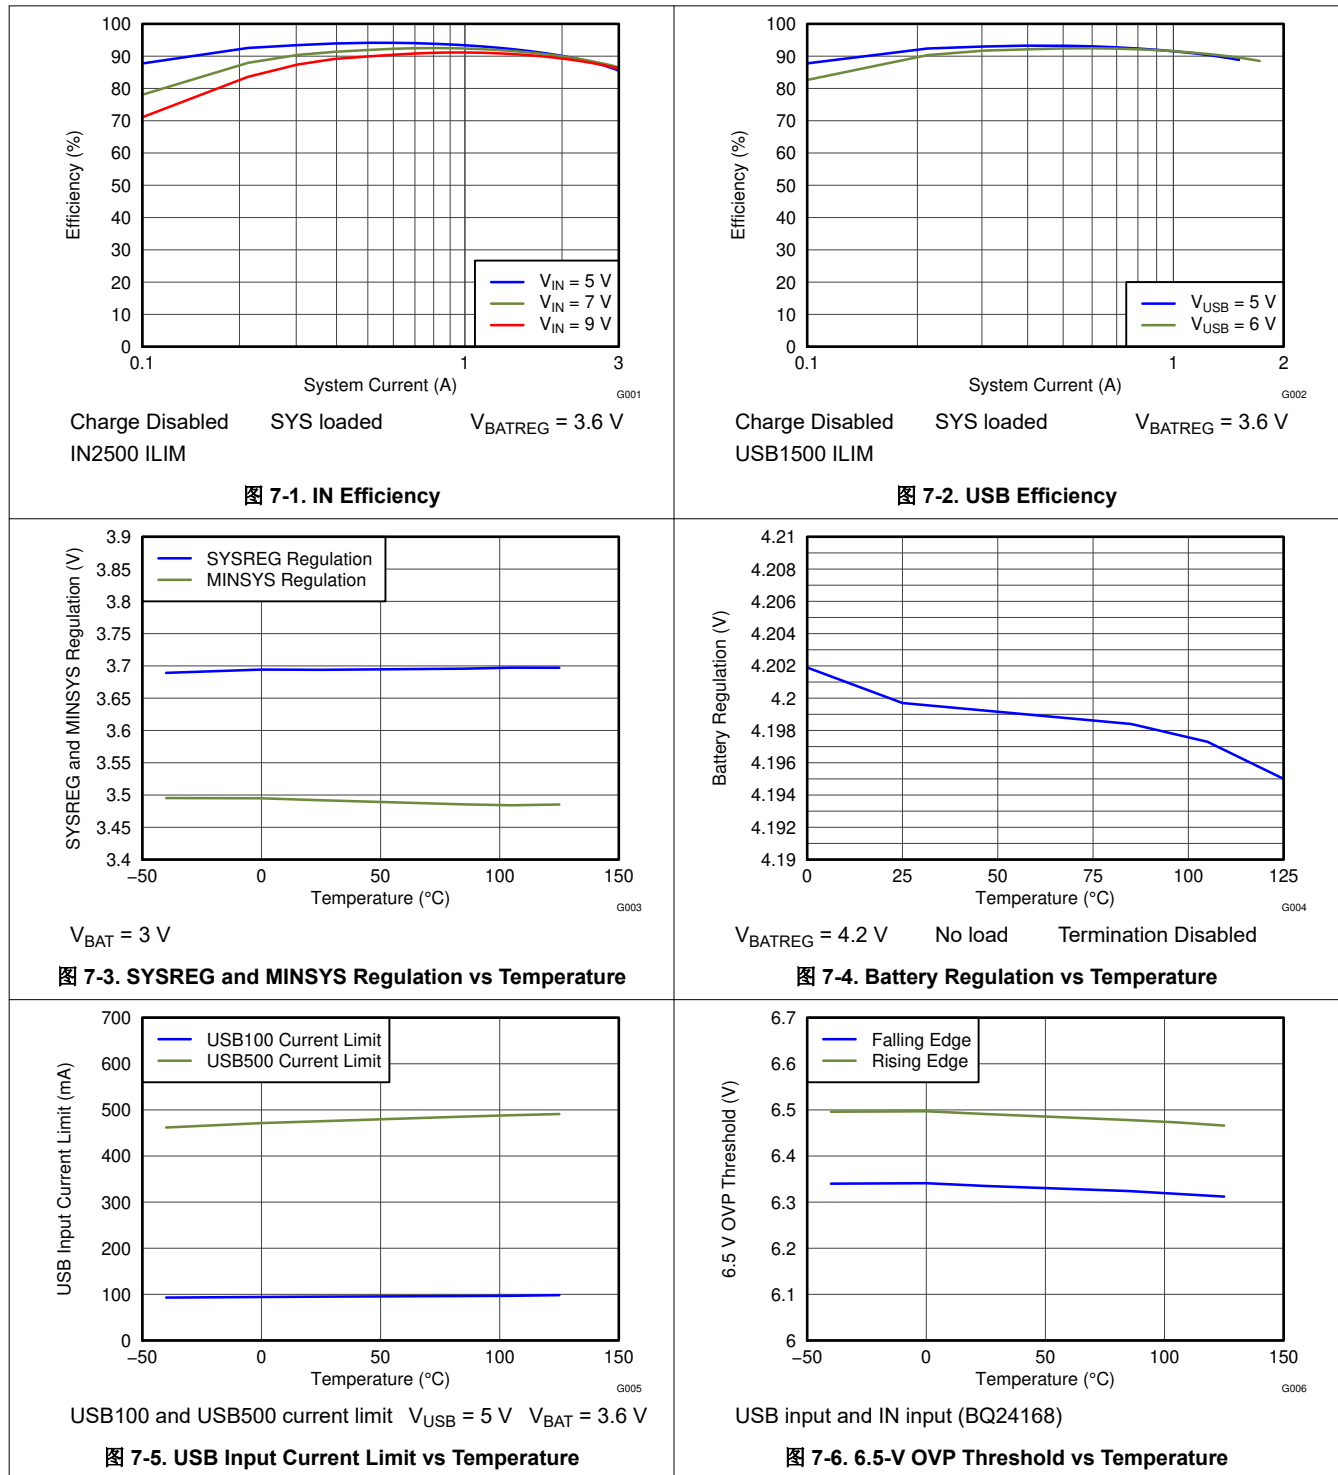 100
90
80
70
60
50
40
30
20
10
0
Efficiency (%)
VIN = 5 V
VIN = 7 V
VIN = 9 V
0.1 1 3
System Current (A)
G001
Charge Disabled SYS loaded VBATREG = 3.6 V
IN2500 ILIM
图 7-1. IN Efficiency
100
90
80
70
60
50
40
30
20
10
0
Efficiency (%)
VUSB = 5 V
VUSB = 6 V
0.1 1 2
System Current (A)
G002
Charge Disabled SYS loaded VBATREG = 3.6 V
USB1500 ILIM
图 7-2. USB Efficiency
3.9
3.85
3.8
3.75
3.7
3.65
3.6
3.55
3.5
3.45
3.4
SYSREG and MINSYS Regulation (V)
SYSREG Regulation
MINSYS Regulation
−50 0 50 100 150
Temperature (°C)
G003
VBAT = 3 V
图 7-3. SYSREG and MINSYS Regulation vs Temperature
4.21
4.208
4.206
4.204
4.202
4.2
4.198
4.196
4.194
4.192
4.19
Battery Regulation (V)
0 25 50 75 100 125
Temperature (°C)
G004
VBATREG = 4.2 V No load Termination Disabled
图 7-4. Battery Regulation vs Temperature
700
600
500
400
300
200
100
0
USB Input Current Limit (mA)
USB100 Current Limit
USB500 Current Limit
−50 0 50 100 150
Temperature (°C)
G005
USB100 and USB500 current limit VUSB = 5 V VBAT = 3.6 V
图 7-5. USB Input Current Limit vs Temperature
6.7
6.6
6.5
6.4
6.3
6.2
6.1
6
6.5 V OVP Threshold (V)
Falling Edge
Rising Edge
−50 0 50 100 150
Temperature (°C)
G006
USB input and IN input (BQ24168)
图 7-6. 6.5-V OVP Threshold vs Temperature